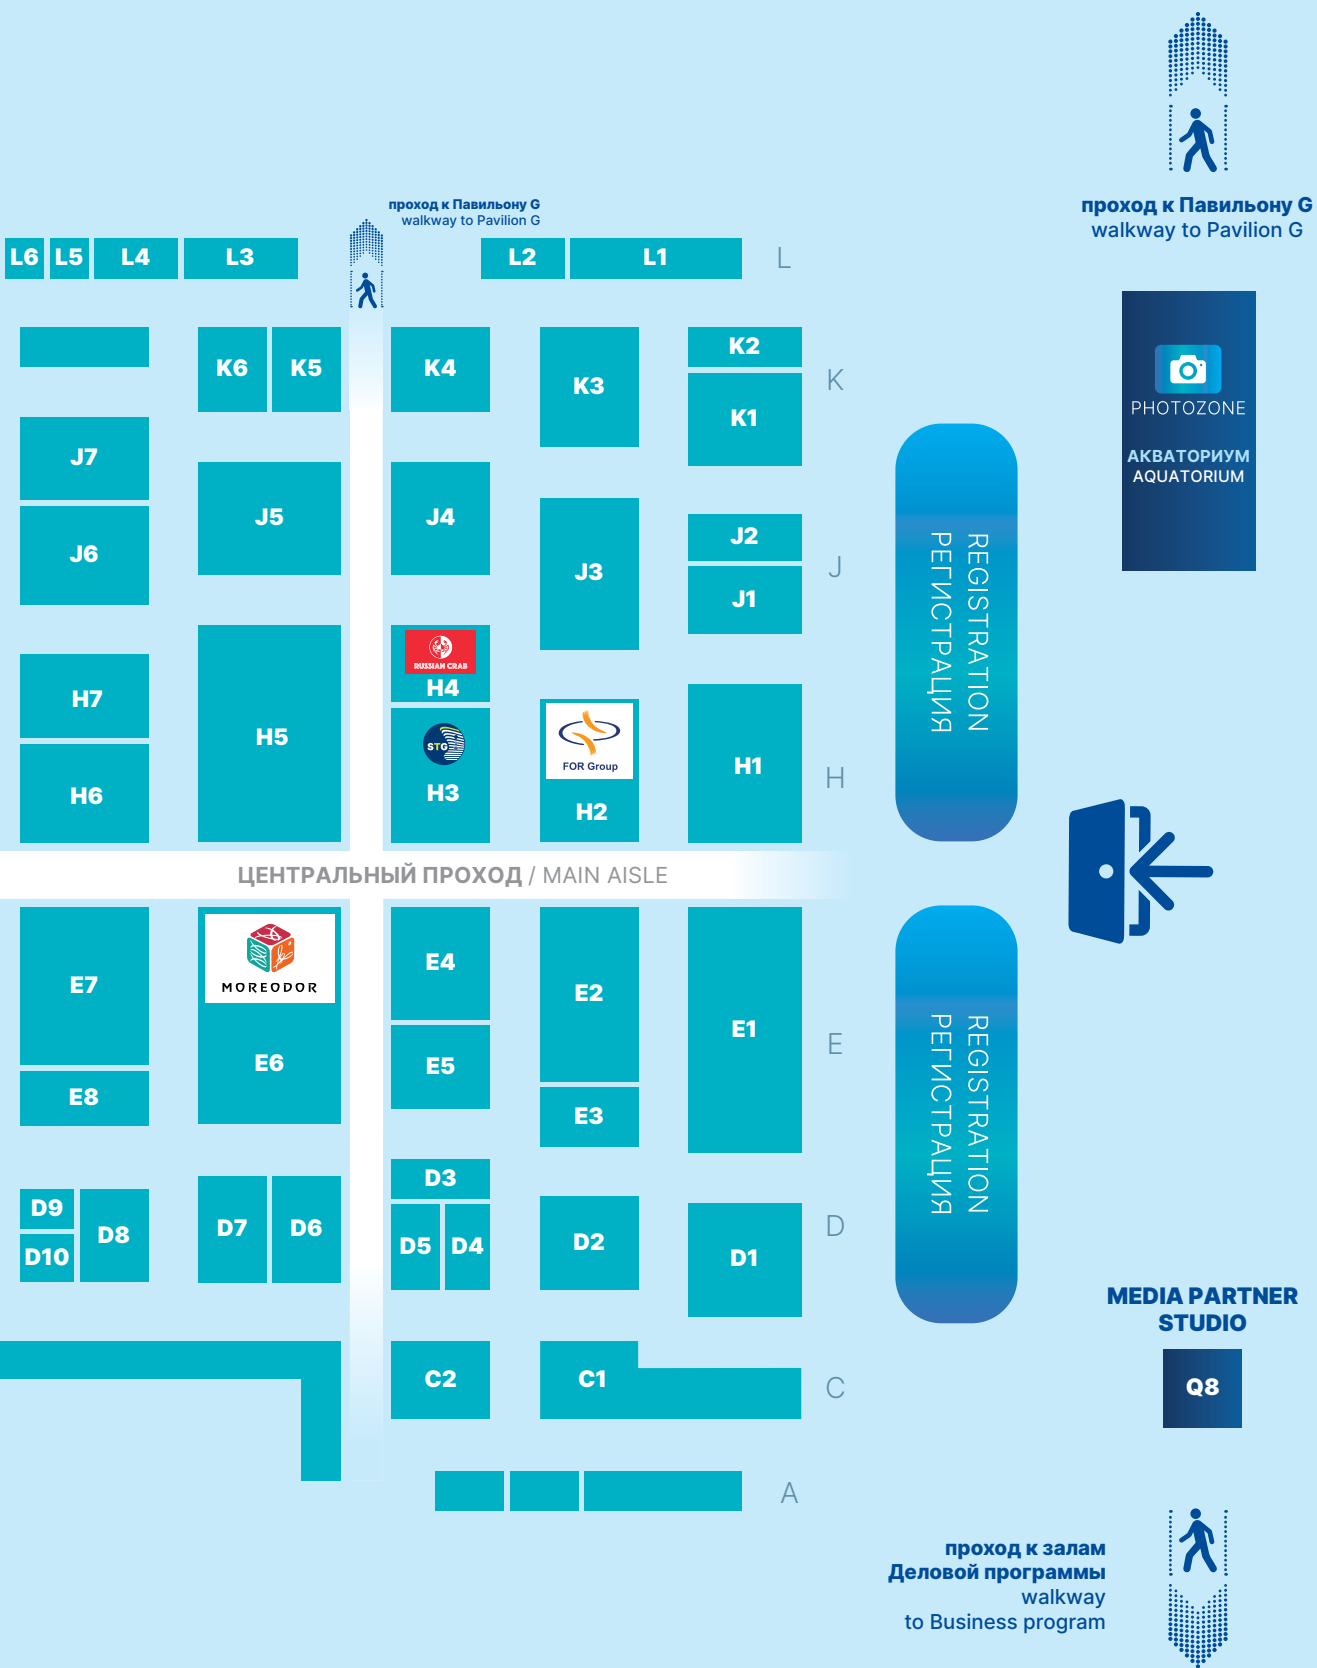 проход к Павильону G
walkway to Pavilion G
проход к Павильону G
walkway to Pavilion G
L6 L5 L4 L3 L2 L1 L
K6 K5 K4 K3 K2 K
K1
PHOTOZONE
АКВАТОРИУМ
AQUATORIUM
J7 J5 J4 J3 J2 J
J6 J1
REGISTRATION
РЕГИСТРАЦИЯ
RUSSIAN CRAB
H4
H7 H5
STG
FOR Group
H6 H3 H2 H1 H
ЦЕНТРАЛЬНЫЙ ПРОХОД / MAIN AISLE
MOREODOR
E7 E6 E4 E2 E1 E
E8 E5 E3
REGISTRATION
РЕГИСТРАЦИЯ
D9 D8 D7 D6 D3 D2 D1 D
D10 D5 D4
MEDIA PARTNER
STUDIO
Q8
C2 C1 C
A
проход к залам
Деловой программы
walkway
to Business program